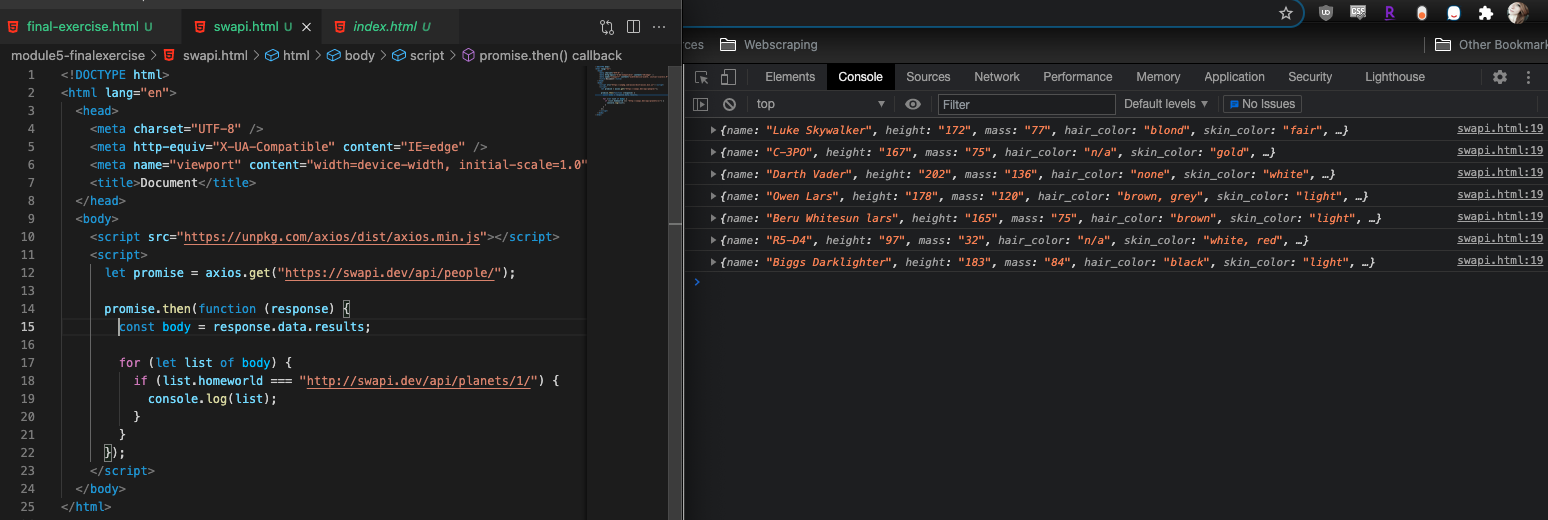 final-exercise.html U
swapi.html U
index.html U
module5-finalexercise > swapi.html > html > body > script > promise.then() callback
1 <!DOCTYPE html>
2 <html lang="en">
3 <head>
4 <meta charset="UTF-8" />
5 <meta http-equiv="X-UA-Compatible" content="IE=edge" />
6 <meta name="viewport" content="width=device-width, initial-scale=1.0"
7 <title>Document</title>
8 </head>
9 <body>
10 <script src="https://unpkg.com/axios/dist/axios.min.js"></script>
11 <script>
12 let promise = axios.get("https://swapi.dev/api/people/");
13
14 promise.then(function (response) {
15 const body = response.data.results;
16
17 for (let list of body) {
18 if (list.homeworld === "http://swapi.dev/api/planets/1/") {
19 console.log(list);
20 }
21 }
22 });
23 </script>
24 </body>
25 </html>
rces Webscraping Other Bookmark
Elements Console Sources Network Performance Memory Application Security Lighthouse
top Filter Default levels No Issues
{name: "Luke Skywalker", height: "172", mass: "77", hair_color: "blond", skin_color: "fair", …} swapi.html:19
{name: "C-3PO", height: "167", mass: "75", hair_color: "n/a", skin_color: "gold", …} swapi.html:19
{name: "Darth Vader", height: "202", mass: "136", hair_color: "none", skin_color: "white", …} swapi.html:19
{name: "Owen Lars", height: "178", mass: "120", hair_color: "brown, grey", skin_color: "light", …} swapi.html:19
{name: "Beru Whitesun lars", height: "165", mass: "75", hair_color: "brown", skin_color: "light", …} swapi.html:19
{name: "R5-D4", height: "97", mass: "32", hair_color: "n/a", skin_color: "white, red", …} swapi.html:19
{name: "Biggs Darklighter", height: "183", mass: "84", hair_color: "black", skin_color: "light", …} swapi.html:19